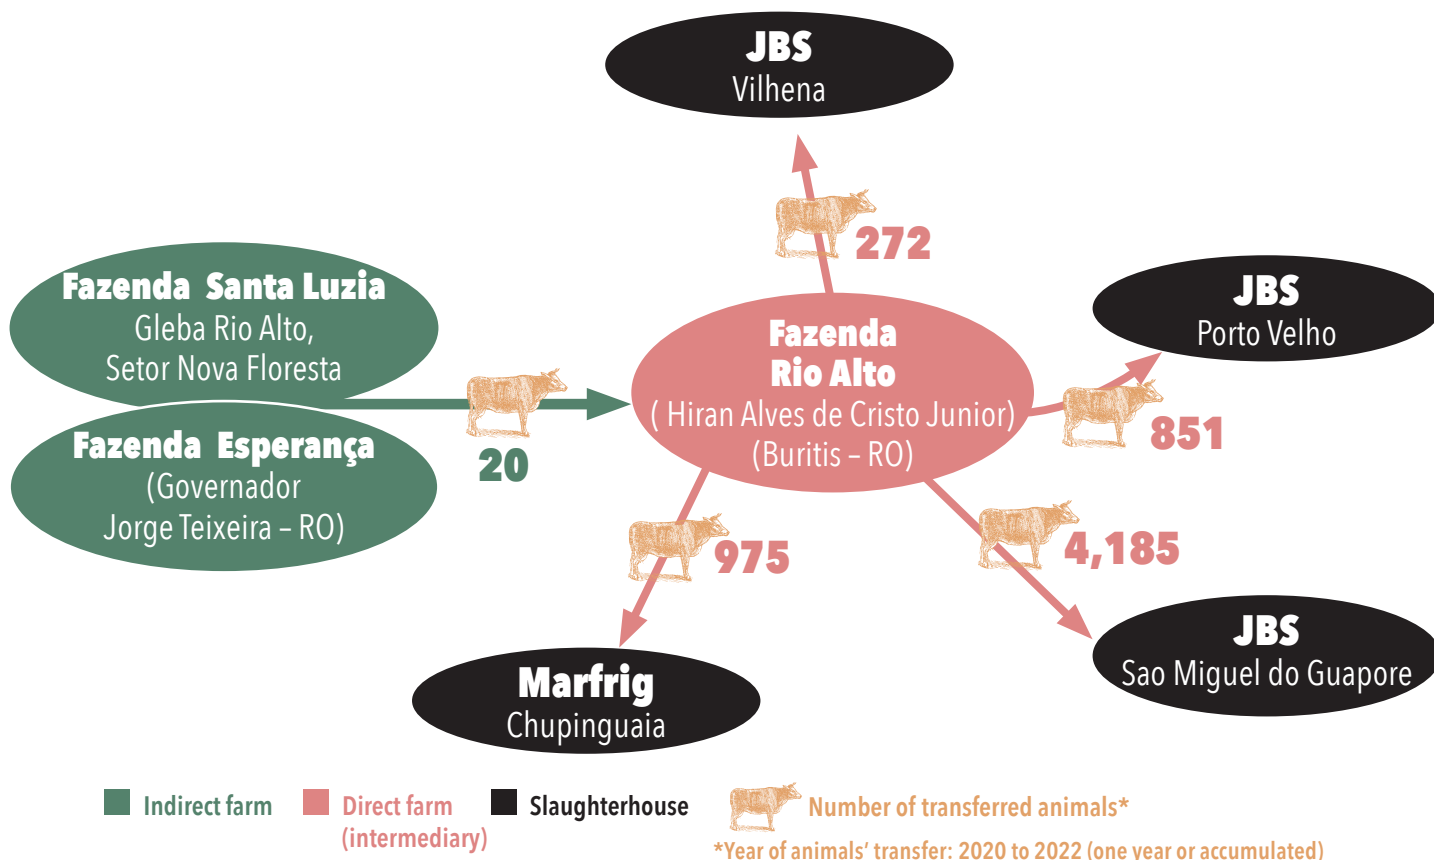 JBS
Vilhena
272
Fazenda Santa Luzia
Gleba Rio Alto,
Setor Nova Floresta
JBS
Porto Velho
Fazenda
Rio Alto
( Hiran Alves de Cristo Junior)
(Buritis – RO)
851
20
Fazenda Esperança
(Governador
Jorge Teixeira – RO)
975
4,185
JBS
Sao Miguel do Guapore
Marfrig
Chupinguaia
Indirect farm
Direct farm
(intermediary)
Slaughterhouse
Number of transferred animals*
*Year of animals’ transfer: 2020 to 2022 (one year or accumulated)